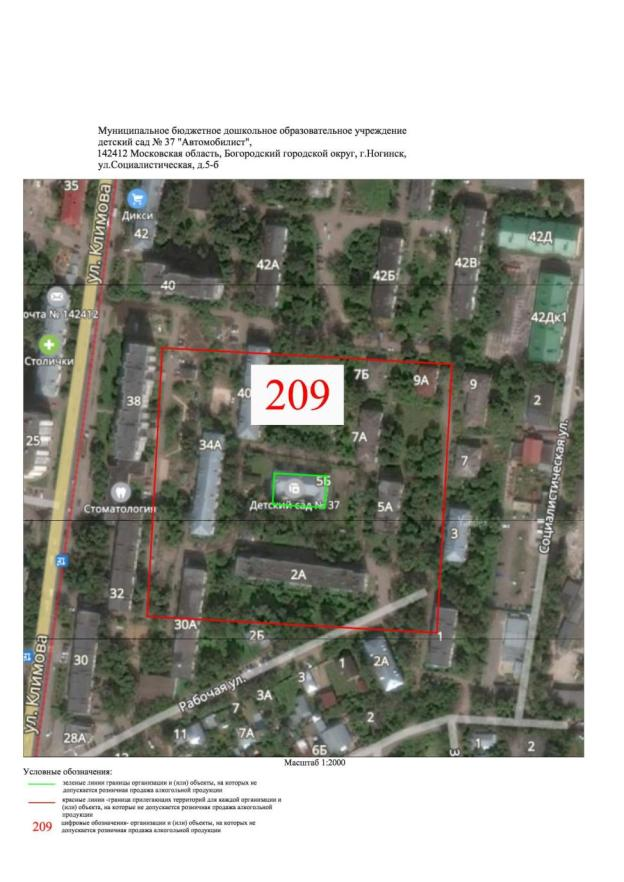 Муниципальное бюджетное дошкольное образовательное учреждение
детский сад № 37 "Автомобилист",
142412 Московская область, Богородский городской округ, г.Ногинск,
ул.Социалистическая, д.5-б
35
ул. Климова
Дикси
42
42А
42Б
42В
42Д
40
очта № 142412
42Дк1
Столички
7Б
9А
9
38
40
209
2
25
34А
7А
7
5Б
Стоматология
Детский сад № 37
5А
3
Социалистическая ул.
2А
32
30А
2Б
1
30
ул. Климова
1
2А
3
Рабочая ул.
3А
7
2
28А
11
7А
6Б
3
1
2
13
Масштаб 1:2000
Условные обозначения:
зеленые линии границы организации и (или) объекты, на которых не
допускается розничная продажа алкогольной продукции
красные линии -граница прилегающих территорий для каждой организации и
(или) объекта, на которые не допускается розничная продажа алкогольной
продукции
209
цифровые обозначения- организации и (или) объекты, на которых не
допускается розничная продажа алкогольной продукции